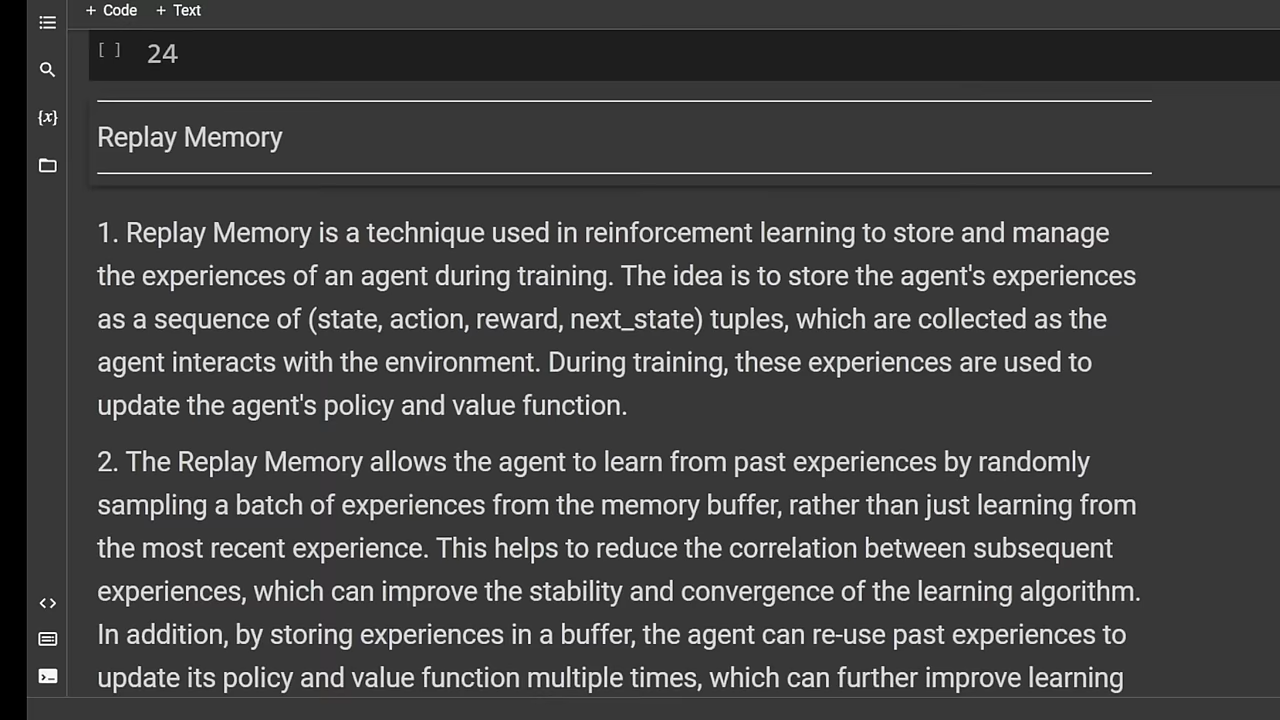 + Code + Text
[ ] 24
Replay Memory
1. Replay Memory is a technique used in reinforcement learning to store and manage
the experiences of an agent during training. The idea is to store the agent's experiences
as a sequence of (state, action, reward, next_state) tuples, which are collected as the
agent interacts with the environment. During training, these experiences are used to
update the agent's policy and value function.
2. The Replay Memory allows the agent to learn from past experiences by randomly
sampling a batch of experiences from the memory buffer, rather than just learning from
the most recent experience. This helps to reduce the correlation between subsequent
experiences, which can improve the stability and convergence of the learning algorithm.
In addition, by storing experiences in a buffer, the agent can re-use past experiences to
update its policy and value function multiple times, which can further improve learning